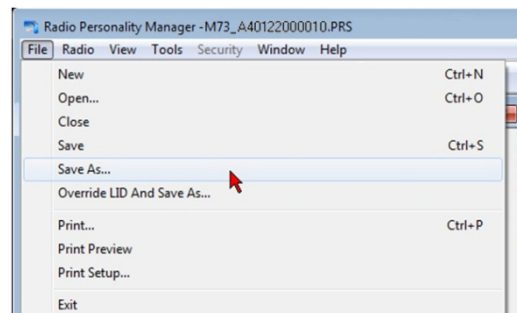 Radio Personality Manager -M73_A40122000010.PRS
File Radio View Tools Security Window Help
New Ctrl+N
Open... Ctrl+O
Close
Save Ctrl+S
Save As...
Override LID And Save As...
Print... Ctrl+P
Print Preview
Print Setup...
Exit